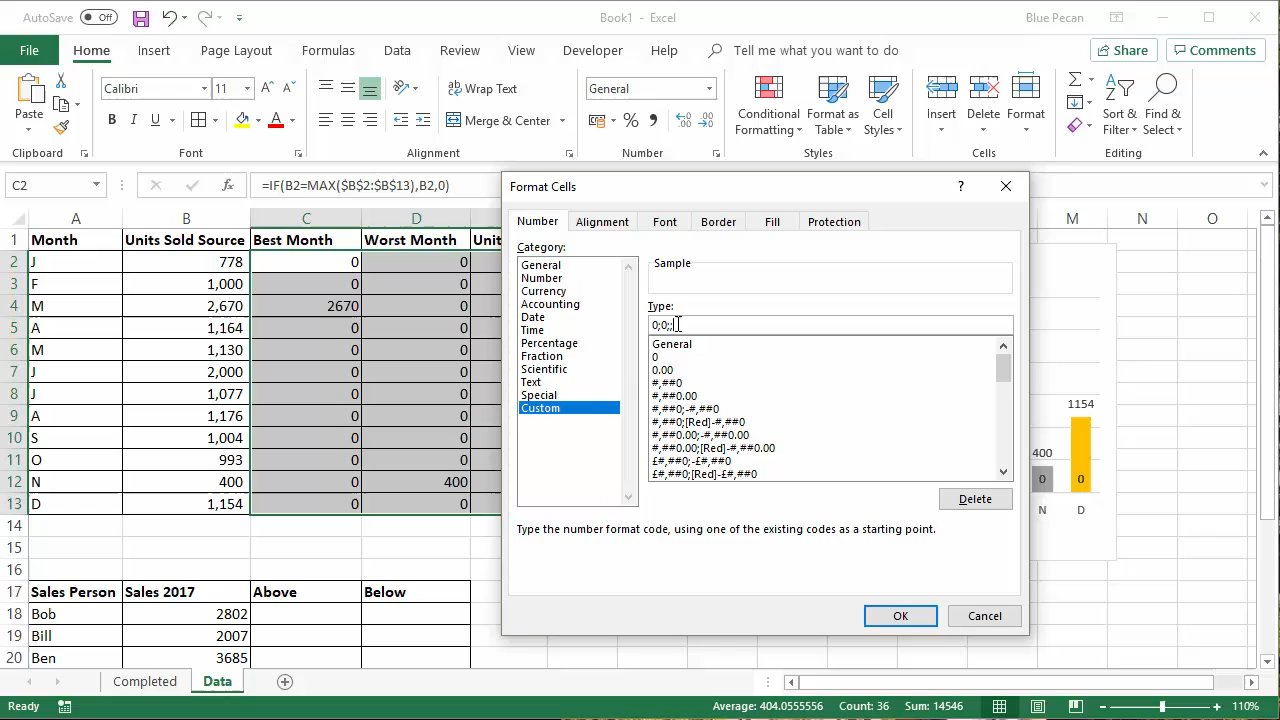 AutoSave Off
Book1 - Excel
Blue Pecan
File Home Insert Page Layout Formulas Data Review View Developer Help Tell me what you want to do Share Comments
Paste
Calibri 11
B I U
Wrap Text
Merge & Center
General
Conditional Formatting
Format as Table
Cell Styles
Insert Delete Format
Sort & Filter
Find & Select
Clipboard Font Alignment Number Styles Cells Editing
C2 fx =IF(B2=MAX($B$2:$B$13),B2,0)
A B C D M N O
1 Month Units Sold Source Best Month Worst Month Unit
2 J 778 0 0
3 F 1,000 0 0
4 M 2,670 2670 0
5 A 1,164 0 0
6 M 1,130 0 0
7 J 2,000 0 0
8 J 1,077 0 0
9 A 1,176 0 0
10 S 1,004 0 0
11 O 993 0 0
12 N 400 0 400
13 D 1,154 0 0
14
15
16
17 Sales Person Sales 2017 Above Below
18 Bob 2802
19 Bill 2007
20 Ben 3685
Format Cells ?
Number Alignment Font Border Fill Protection
Category:
General
Number
Currency
Accounting
Date
Time
Percentage
Fraction
Scientific
Text
Special
Custom
Sample
Type:
0;0;;
General
0
0.00
#,##0
#,##0.00
#,##0;-#,##0
#,##0;[Red]-#,##0
#,##0.00;-#,##0.00
#,##0.00;[Red]-#,##0.00
£#,##0;-£#,##0
£#,##0;[Red]-£#,##0
Delete
Type the number format code, using one of the existing codes as a starting point.
OK Cancel
1154
400
0 0
N D
Completed Data
Ready Average: 404.0555556 Count: 36 Sum: 14546 110%